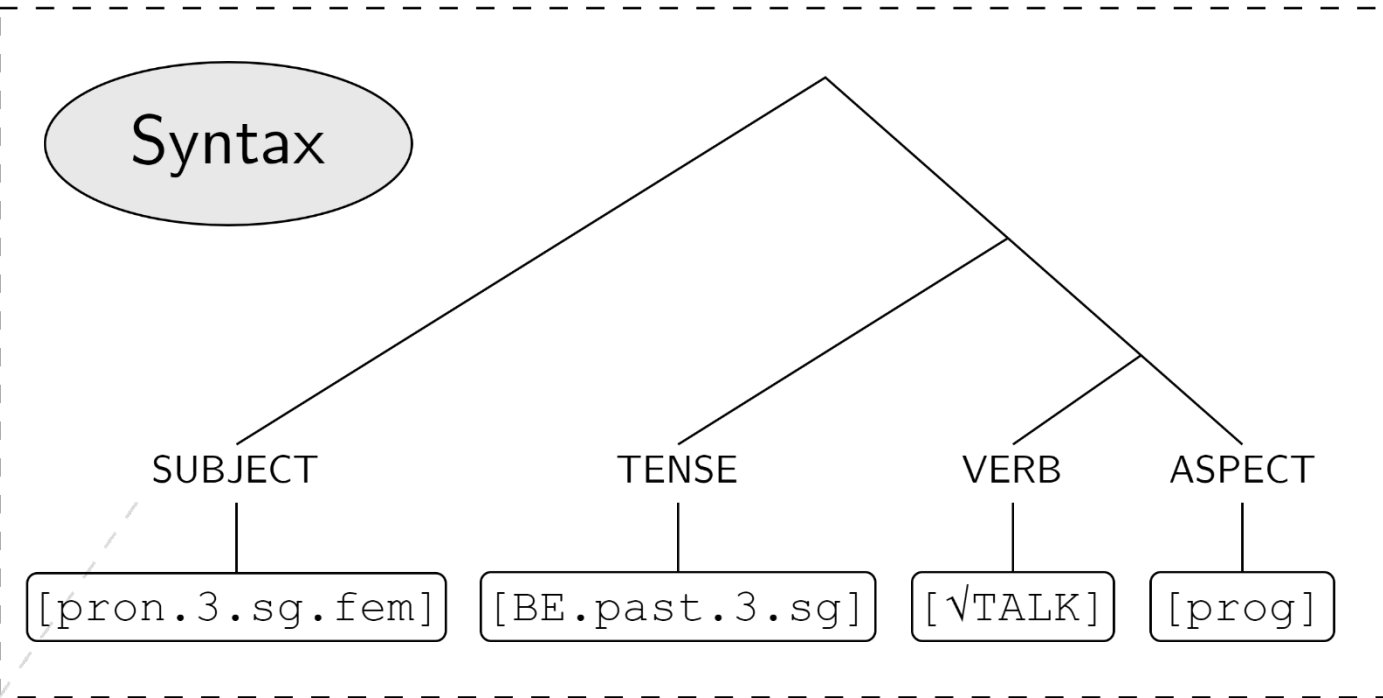 Syntax
SUBJECT TENSE VERB ASPECT
[pron.3.sg.fem] [BE.past.3.sg] [√TALK] [prog]